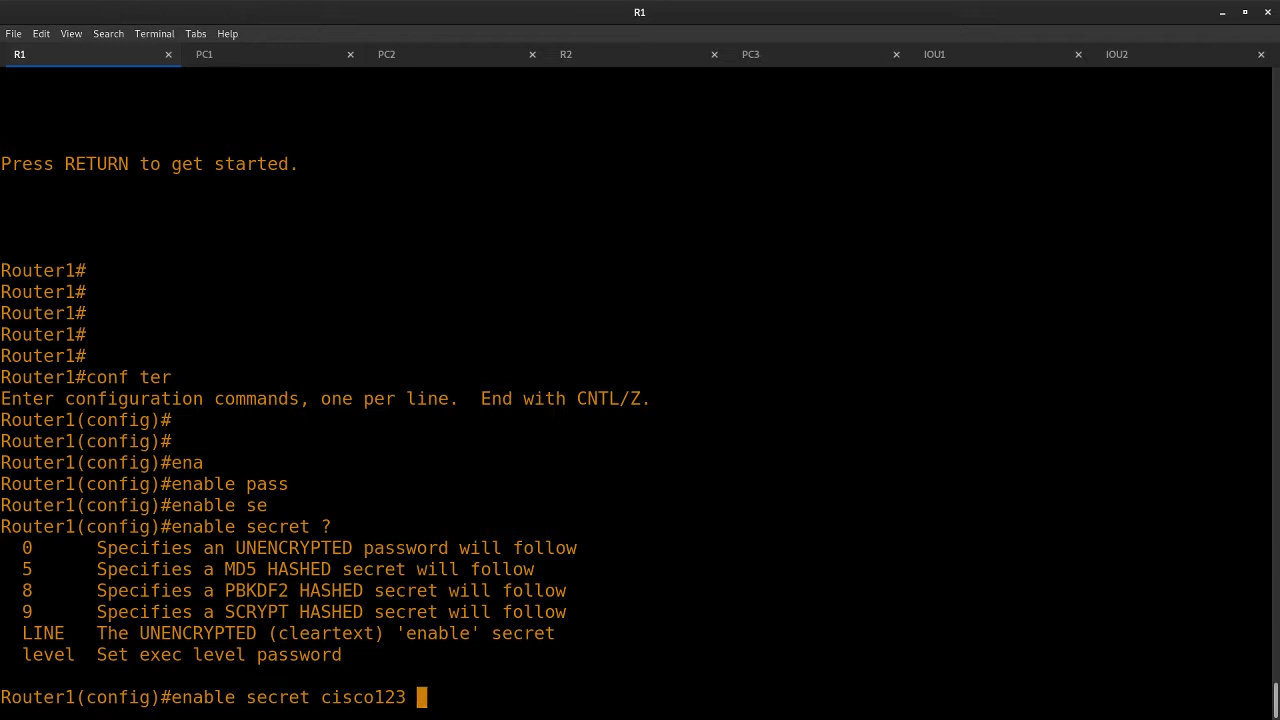 R1
File Edit View Search Terminal Tabs Help
R1 PC1 PC2 R2 PC3 IOU1 IOU2
Press RETURN to get started.
Router1#
Router1#
Router1#
Router1#
Router1#
Router1#conf ter
Enter configuration commands, one per line.  End with CNTL/Z.
Router1(config)#
Router1(config)#
Router1(config)#ena
Router1(config)#enable pass
Router1(config)#enable se
Router1(config)#enable secret ?
  0      Specifies an UNENCRYPTED password will follow
  5      Specifies a MD5 HASHED secret will follow
  8      Specifies a PBKDF2 HASHED secret will follow
  9      Specifies a SCRYPT HASHED secret will follow
  LINE   The UNENCRYPTED (cleartext) 'enable' secret
  level  Set exec level password
Router1(config)#enable secret cisco123